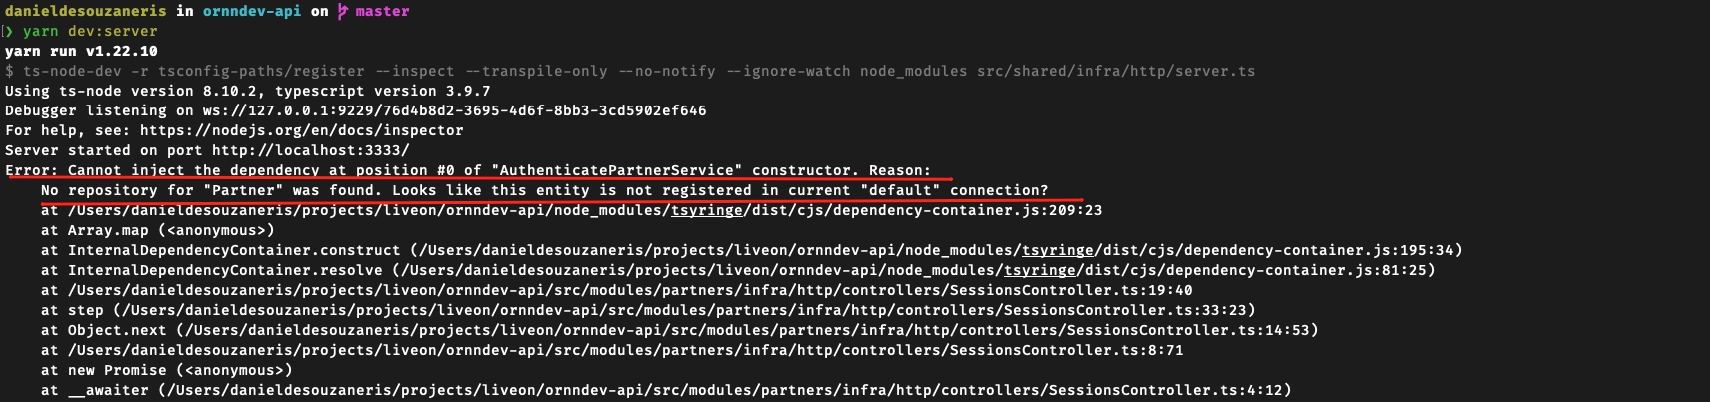 danieldesouzaneris in ornndev-api on master
❯ yarn dev:server
yarn run v1.22.10
$ ts-node-dev -r tsconfig-paths/register --inspect --transpile-only --no-notify --ignore-watch node_modules src/shared/infra/http/server.ts
Using ts-node version 8.10.2, typescript version 3.9.7
Debugger listening on ws://127.0.0.1:9229/76d4b8d2-3695-4d6f-8bb3-3cd5902ef646
For help, see: https://nodejs.org/en/docs/inspector
Server started on port http://localhost:3333/
Error: Cannot inject the dependency at position #0 of "AuthenticatePartnerService" constructor. Reason:
    No repository for "Partner" was found. Looks like this entity is not registered in current "default" connection?
    at /Users/danieldesouzaneris/projects/liveon/ornndev-api/node_modules/tsyringe/dist/cjs/dependency-container.js:209:23
    at Array.map (<anonymous>)
    at InternalDependencyContainer.construct (/Users/danieldesouzaneris/projects/liveon/ornndev-api/node_modules/tsyringe/dist/cjs/dependency-container.js:195:34)
    at InternalDependencyContainer.resolve (/Users/danieldesouzaneris/projects/liveon/ornndev-api/node_modules/tsyringe/dist/cjs/dependency-container.js:81:25)
    at /Users/danieldesouzaneris/projects/liveon/ornndev-api/src/modules/partners/infra/http/controllers/SessionsController.ts:19:40
    at step (/Users/danieldesouzaneris/projects/liveon/ornndev-api/src/modules/partners/infra/http/controllers/SessionsController.ts:33:23)
    at Object.next (/Users/danieldesouzaneris/projects/liveon/ornndev-api/src/modules/partners/infra/http/controllers/SessionsController.ts:14:53)
    at /Users/danieldesouzaneris/projects/liveon/ornndev-api/src/modules/partners/infra/http/controllers/SessionsController.ts:8:71
    at new Promise (<anonymous>)
    at __awaiter (/Users/danieldesouzaneris/projects/liveon/ornndev-api/src/modules/partners/infra/http/controllers/SessionsController.ts:4:12)